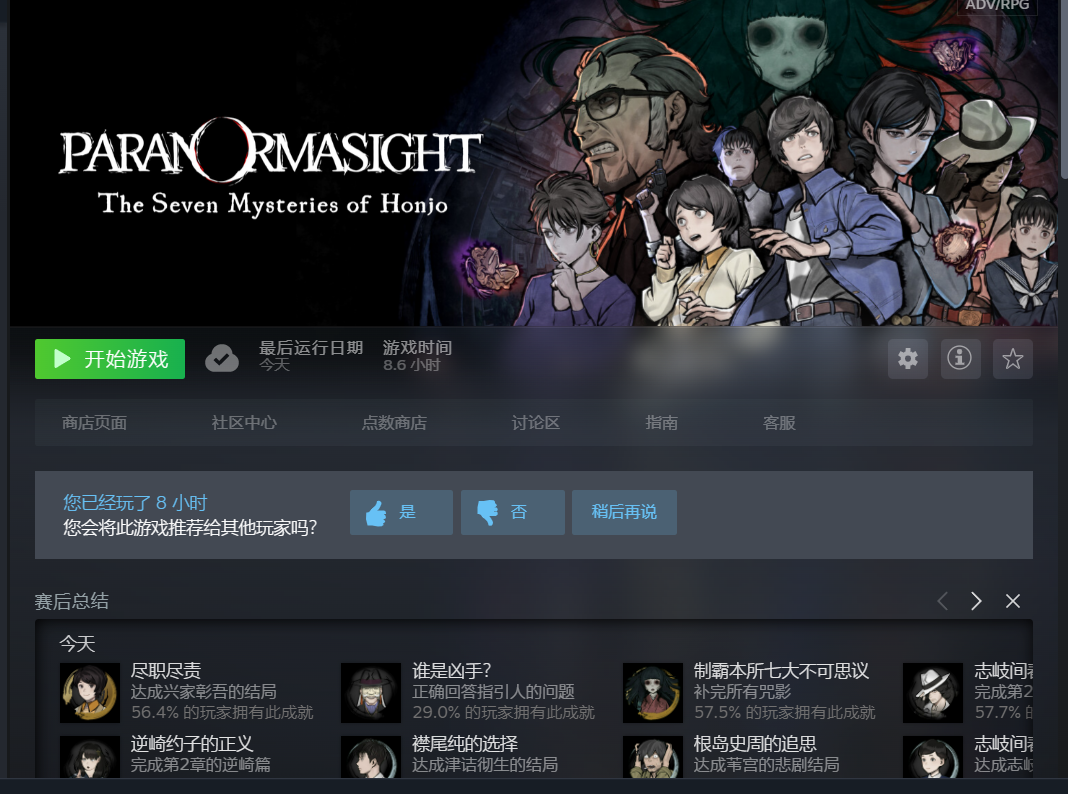 ADV/RPG
PARANORMASIGHT
The Seven Mysteries of Honjo
开始游戏
最后运行日期
今天
游戏时间
8.6 小时
商店页面
社区中心
点数商店
讨论区
指南
客服
您已经玩了 8 小时
您会将此游戏推荐给其他玩家吗？
是
否
稍后再说
赛后总结
今天
尽职尽责
达成兴家彰吾的结局
56.4% 的玩家拥有此成就
谁是凶手？
正确回答指引人的问题
29.0% 的玩家拥有此成就
制霸本所七大不可思议
补完所有咒影
57.5% 的玩家拥有此成就
志岐间
完成第2
57.7%
逆崎约子的正义
完成第2章的逆崎篇
襟尾纯的选择
达成津诘彻生的结局
根岛史周的追思
达成苇宫的悲剧结局
志岐间
达成志岐